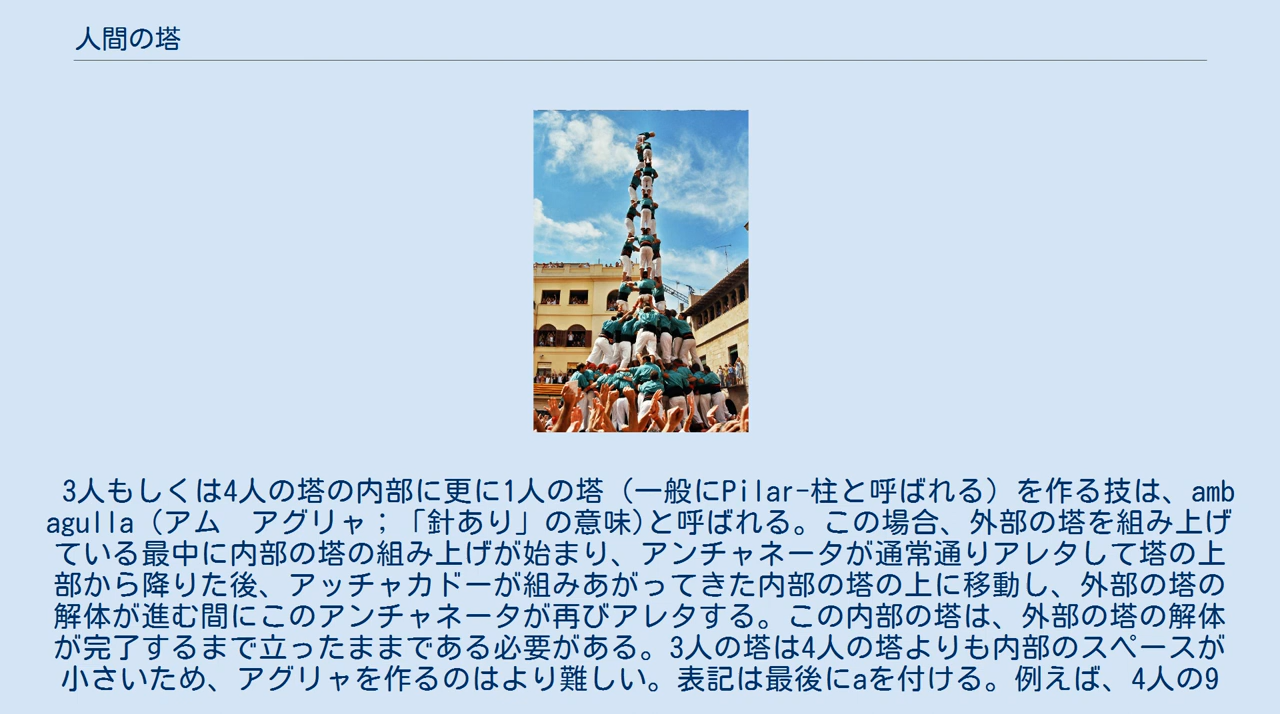 人間の塔
3人もしくは4人の塔の内部に更に1人の塔（一般にPilar-柱と呼ばれる）を作る技は、amb
agulla（アム　アグリャ；「針あり」の意味)と呼ばれる。この場合、外部の塔を組み上げ
ている最中に内部の塔の組み上げが始まり、アンチャネータが通常通りアレタして塔の上
部から降りた後、アッチャカドーが組みあがってきた内部の塔の上に移動し、外部の塔の
解体が進む間にこのアンチャネータが再びアレタする。この内部の塔は、外部の塔の解体
が完了するまで立ったままである必要がある。3人の塔は4人の塔よりも内部のスペースが
小さいため、アグリャを作るのはより難しい。表記は最後にaを付ける。例えば、4人の9